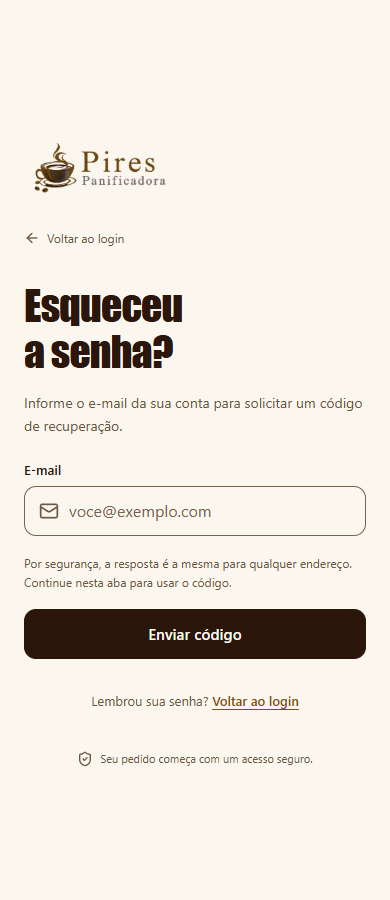 Pires
Panificadora
Voltar ao login
Esqueceu
a senha?
Informe o e-mail da sua conta para solicitar um código
de recuperação.
E-mail
voce@exemplo.com
Por segurança, a resposta é a mesma para qualquer endereço.
Continue nesta aba para usar o código.
Enviar código
Lembrou sua senha? Voltar ao login
Seu pedido começa com um acesso seguro.